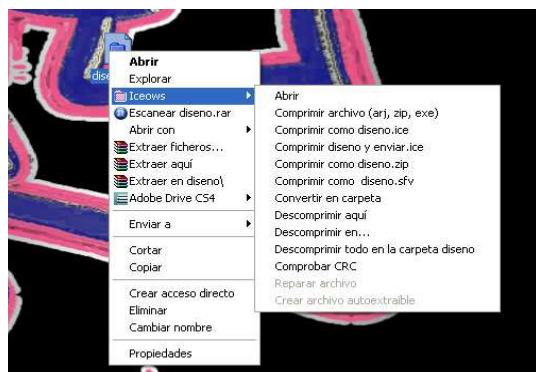 Abrir
Explorar
Iceows
Escanear diseno.rar
Abrir con
Extraer ficheros...
Extraer aquí
Extraer en diseno\
Adobe Drive CS4
Enviar a
Cortar
Copiar
Crear acceso directo
Eliminar
Cambiar nombre
Propiedades
Abrir
Comprimir archivo (arj, zip, exe)
Comprimir como diseno.ice
Comprimir diseno y enviar.ice
Comprimir como diseno.zip
Comprimir como diseno.sfv
Convertir en carpeta
Descomprimir aquí
Descomprimir en...
Descomprimir todo en la carpeta diseno
Comprobar CRC
Reparar archivo
Crear archivo autoextraible